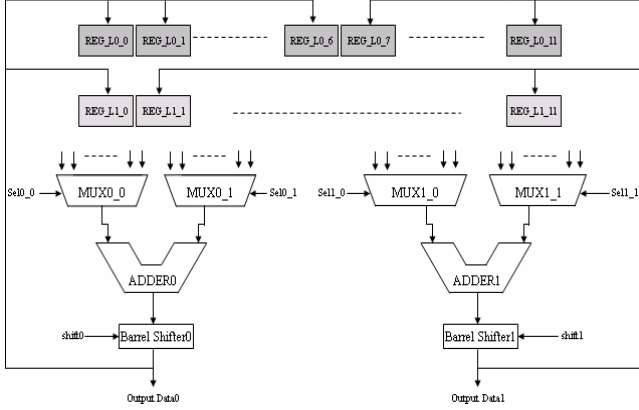 REG_L0_0 REG_L0_1 REG_L0_6 REG_L0_7 REG_L0_11
REG_L1_0 REG_L1_1 REG_L1_11
Sel0_0 MUX0_0 MUX0_1 Sel0_1 Sel1_0 MUX1_0 MUX1_1 Sel1_1
ADDER0 ADDER1
shift0 Barrel Shifter0 Barrel Shifter1 shift1
Output Data0 Output Data1